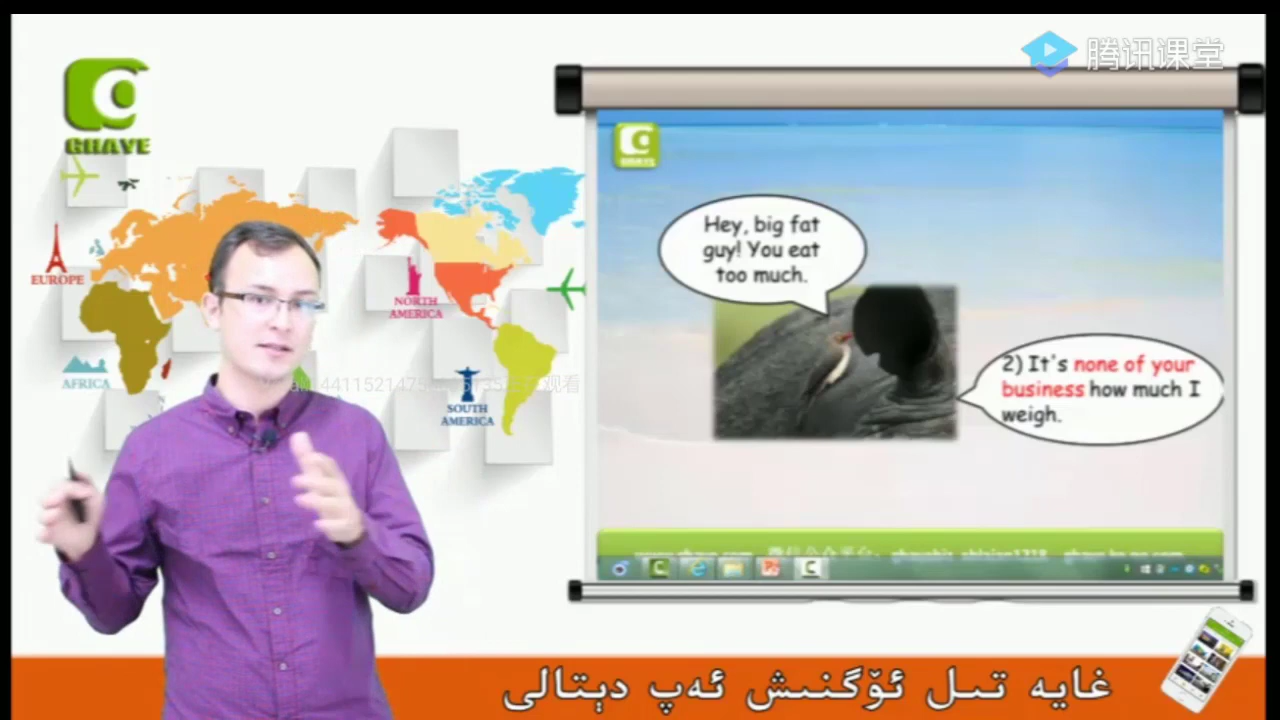 腾讯课堂
GHAYE
EUROPE
AFRICA
NORTH
AMERICA
SOUTH
AMERICA
Hey, big fat
guy! You eat
too much.
2) It's none of your
business how much I
weigh.
غايە تىل ئۆگىنىش ئەپ دېتالى